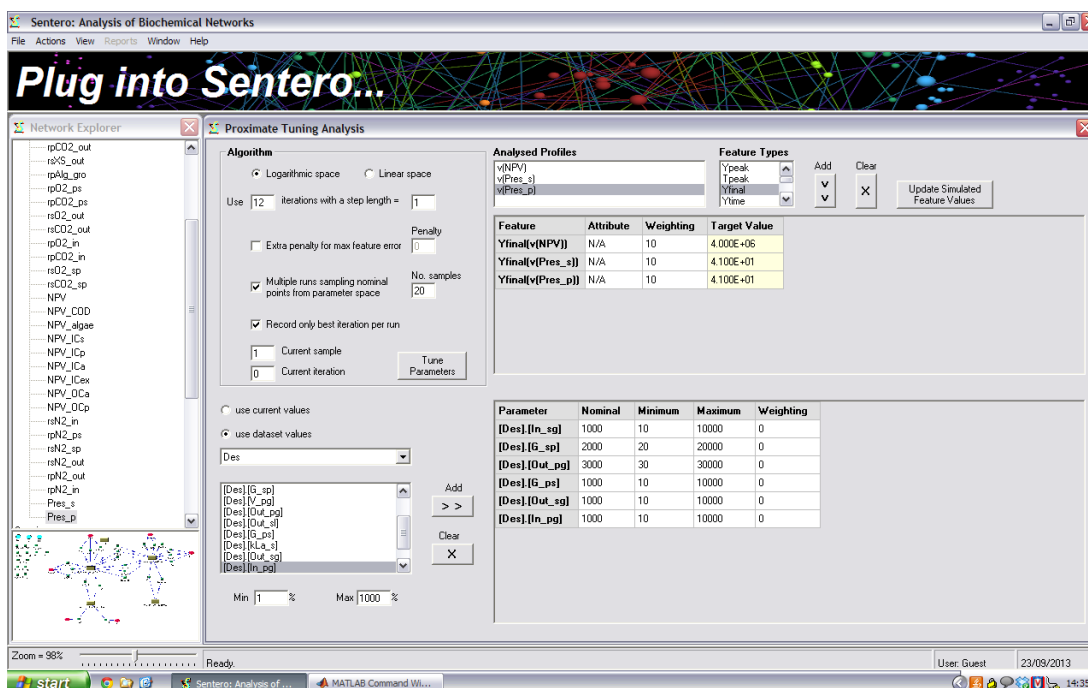 Sentero: Analysis of Biochemical Networks
File Actions View Reports Window Help
Plug into Sentero...
Network Explorer
rpCO2_out
rsXS_out
rpAlg_gro
rpO2_ps
rpCO2_ps
rsO2_out
rsCO2_out
rpO2_in
rpCO2_in
rsO2_sp
rsCO2_sp
NPV
NPV_COD
NPV_algae
NPV_ICs
NPV_ICp
NPV_ICa
NPV_ICex
NPV_OCa
NPV_OCp
rsN2_in
rpN2_ps
rsN2_sp
rsN2_out
rpN2_out
rpN2_in
Pres_s
Pres_p
Zoom = 98%
Proximate Tuning Analysis
Algorithm
Logarithmic space Linear space
Use 12 iterations with a step length = 1
Penalty
Extra penalty for max feature error 0
No. samples
Multiple runs sampling nominal points from parameter space 20
Record only best iteration per run
1 Current sample
0 Current iteration
Tune Parameters
Analysed Profiles
v(NPV)
v(Pres_s)
v(Pres_p)
Feature Types
Ypeak
Tpeak
Yfinal
Ytime
Add
v
v
Clear
X
Update Simulated Feature Values
Feature Attribute Weighting Target Value
Yfinal(v(NPV)) N/A 10 4.000E+06
Yfinal(v(Pres_s)) N/A 10 4.100E+01
Yfinal(v(Pres_p)) N/A 10 4.100E+01
use current values
use dataset values
Des
[Des].[G_sp]
[Des].[V_pg]
[Des].[Out_pg]
[Des].[Out_sl]
[Des].[G_ps]
[Des].[kLa_s]
[Des].[Out_sg]
[Des].[In_pg]
Add
> >
Clear
X
Min 1 % Max 1000 %
Parameter Nominal Minimum Maximum Weighting
[Des].[In_sg] 1000 10 10000 0
[Des].[G_sp] 2000 20 20000 0
[Des].[Out_pg] 3000 30 30000 0
[Des].[G_ps] 1000 10 10000 0
[Des].[Out_sg] 1000 10 10000 0
[Des].[In_pg] 1000 10 10000 0
Ready.
User: Guest 23/09/2013
start
Sentero: Analysis of ...
MATLAB Command Wi...